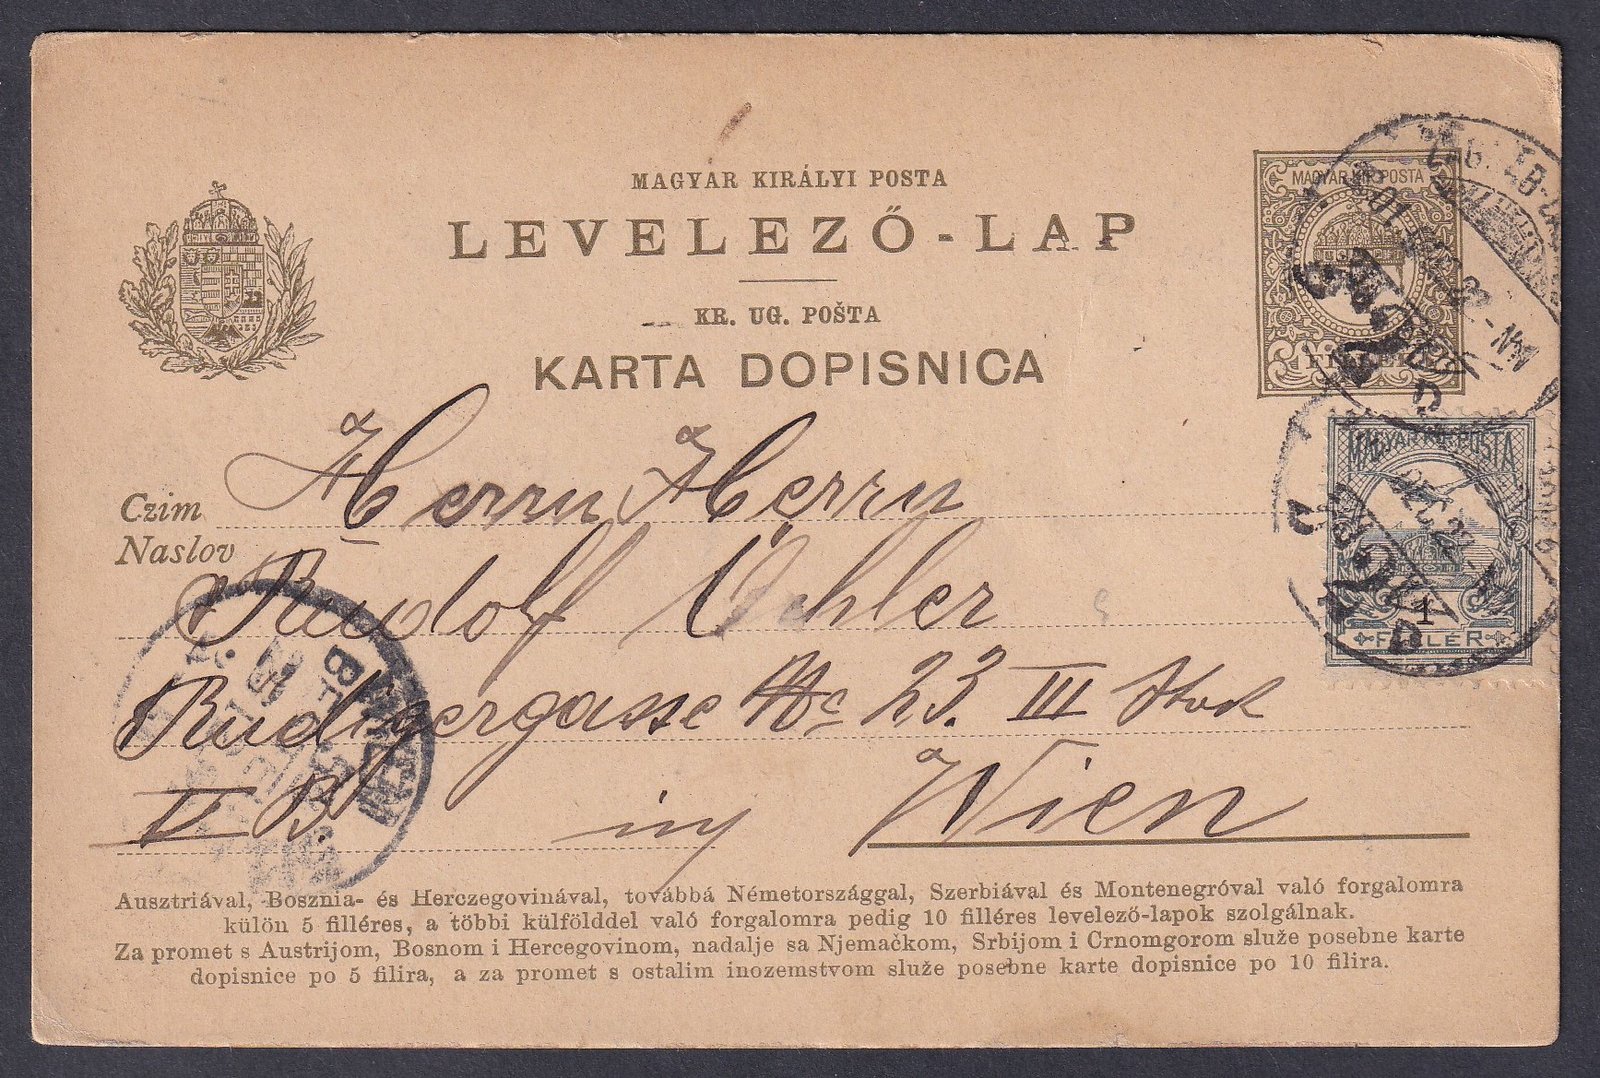 MAGYAR KIRÁLYI POSTA
LEVELEZŐ-LAP
KR. UG. POŠTA
KARTA DOPISNICA
MAGYAR KIR. POSTA
MAGYAR KIR. POSTA
1
FILLÉR
Czim
Naslov
Herrn Herrn
Rudolf Öhler
Rudigergasse No 23. III Stock
V B. in Wien
Ausztriával, Bosznia- és Herczegovinával, továbbá Németországgal, Szerbiával és Montenegróval való forgalomra
külön 5 filléres, a többi külfölddel való forgalomra pedig 10 filléres levelező-lapok szolgálnak.
Za promet s Austrijom, Bosnom i Hercegovinom, nadalje sa Njemačkom, Srbijom i Crnomgorom služe posebne karte
dopisnice po 5 filira, a za promet s ostalim inozemstvom služe posebne karte dopisnice po 10 filira.